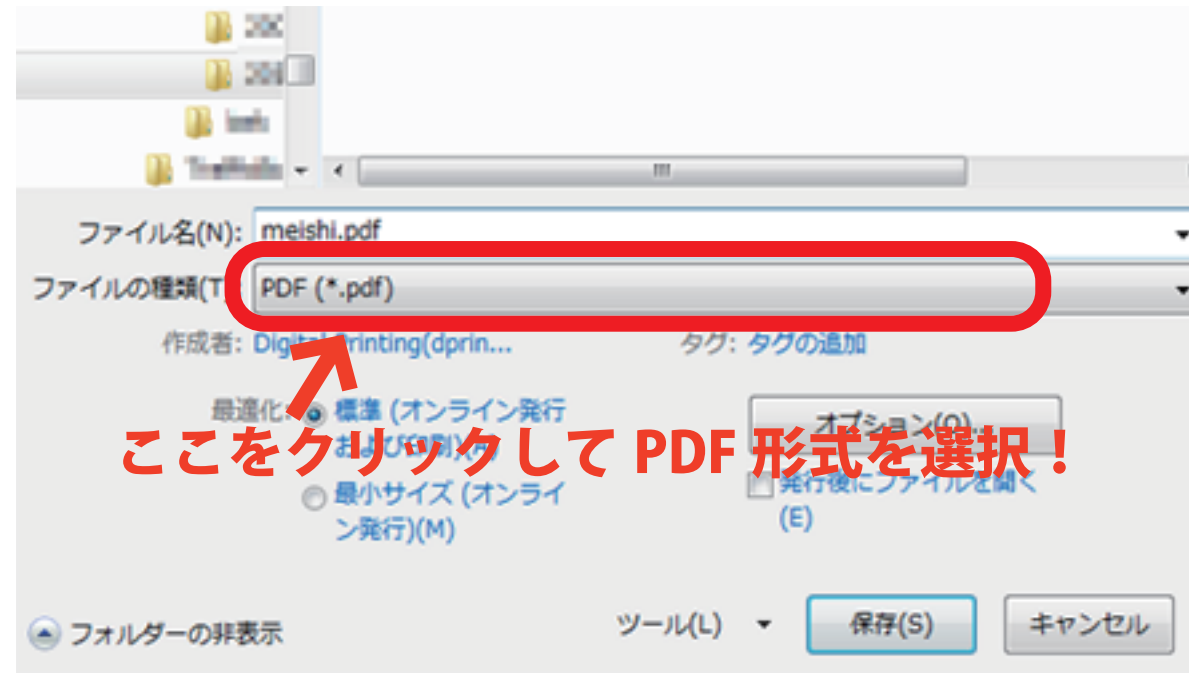 ファイル名(N): meishi.pdf
ファイルの種類(T): PDF (*.pdf)
作成者: Digital Printing(dprin... タグ: タグの追加
最適化: 標準 (オンライン発行
および印刷)(A)
オプション(O)...
ここをクリックして PDF 形式を選択！
最小サイズ (オンライ
ン発行)(M)
発行後にファイルを開く
(E)
フォルダーの非表示 ツール(L) 保存(S) キャンセル